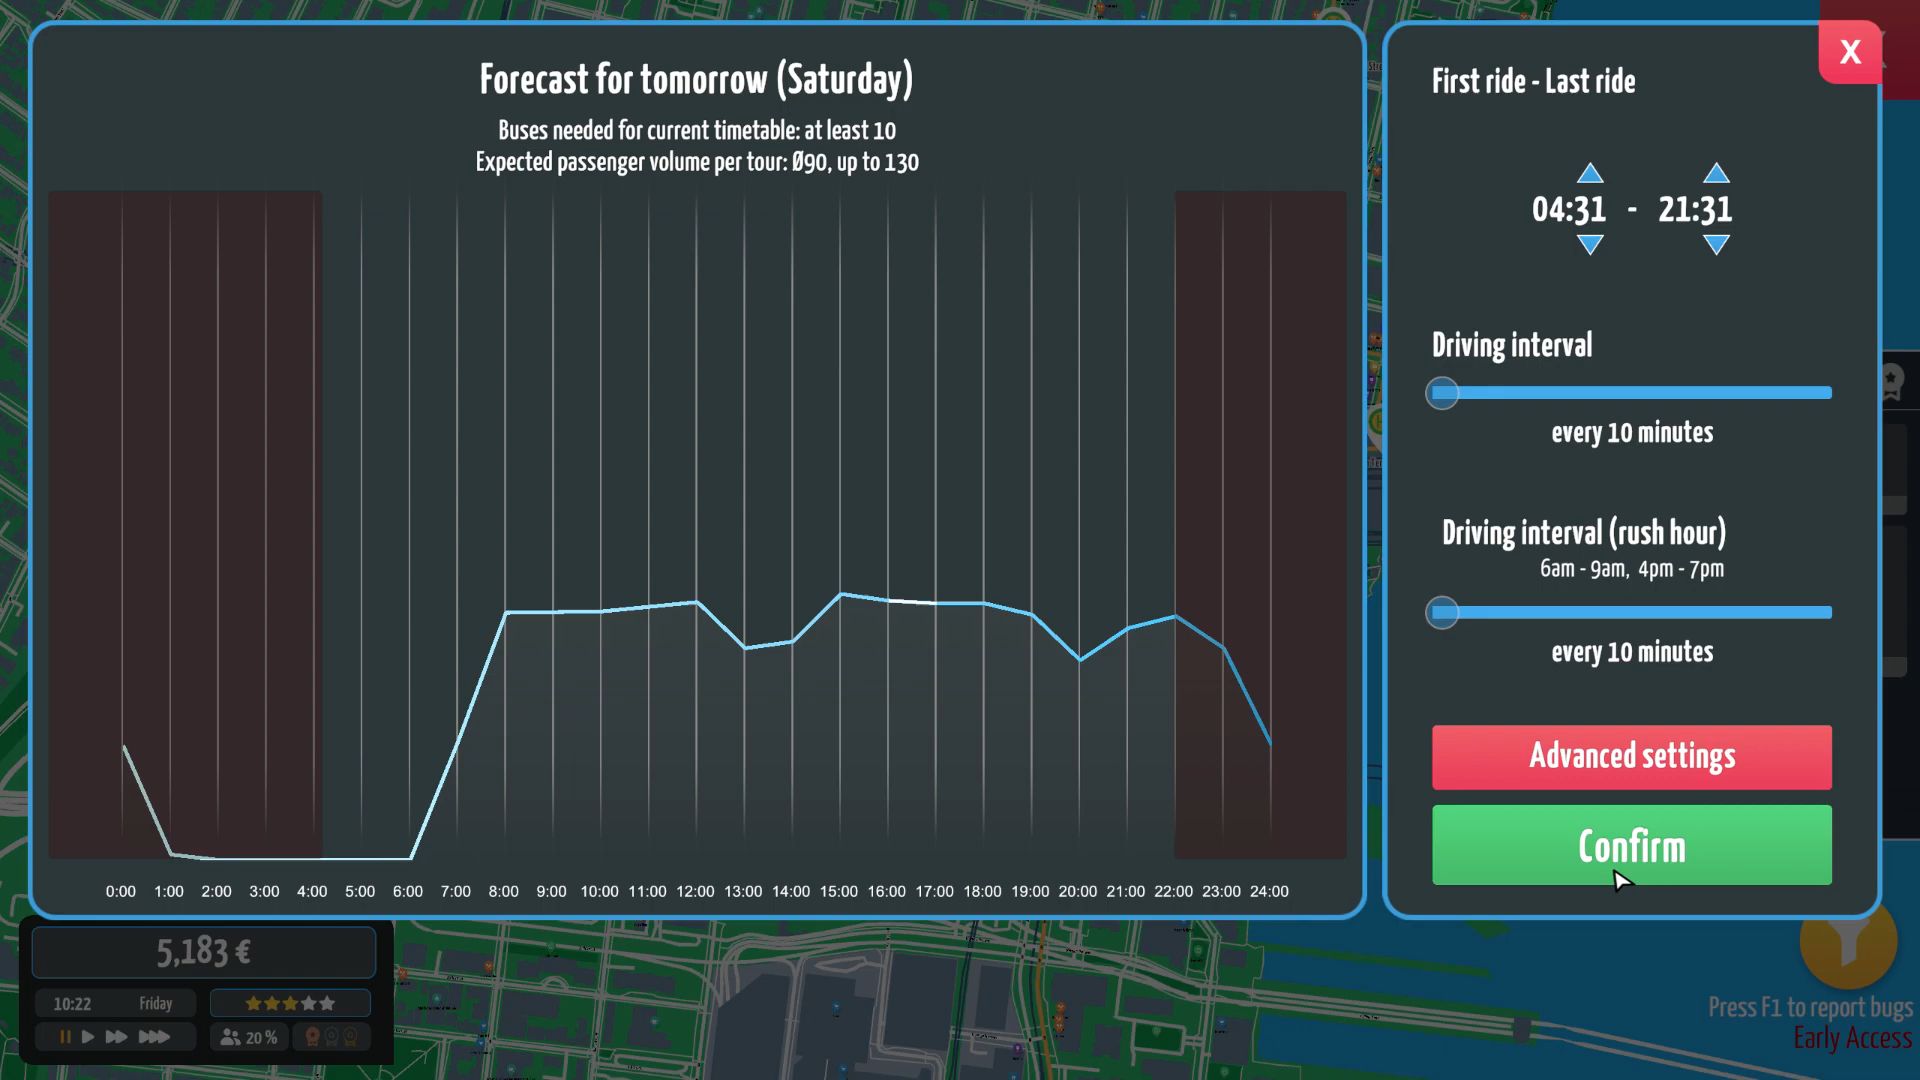 Forecast for tomorrow (Saturday)
Buses needed for current timetable: at least 10
Expected passenger volume per tour: Ø90, up to 130
0:00 1:00 2:00 3:00 4:00 5:00 6:00 7:00 8:00 9:00 10:00 11:00 12:00 13:00 14:00 15:00 16:00 17:00 18:00 19:00 20:00 21:00 22:00 23:00 24:00
X
First ride - Last ride
04:31 - 21:31
Driving interval
every 10 minutes
Driving interval (rush hour)
6am - 9am, 4pm - 7pm
every 10 minutes
Advanced settings
Confirm
5,183 €
10:22 Friday
20 %
Press F1 to report bugs
Early Access